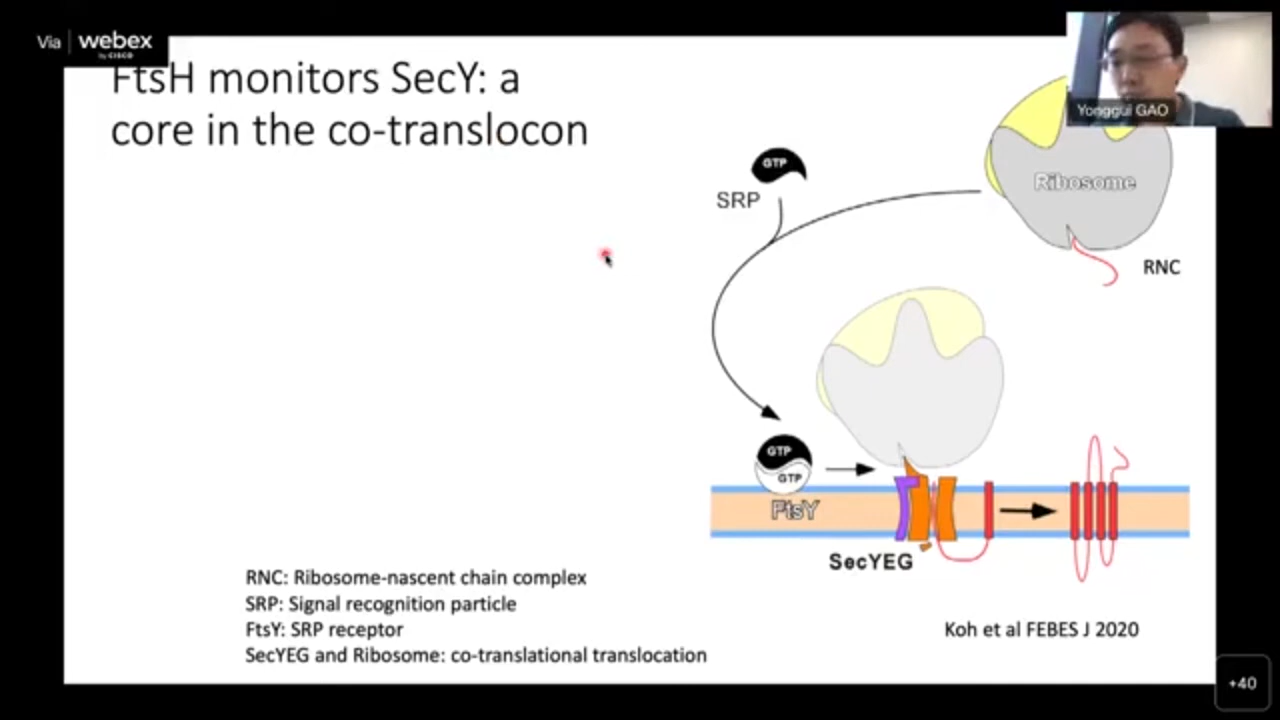 Via webex
by CISCO
FtsH monitors SecY: a
core in the co-translocon
Yonggui GAO
GTP
SRP
Ribosome
RNC
GTP
GTP
FtsY
SecYEG
RNC: Ribosome-nascent chain complex
SRP: Signal recognition particle
FtsY: SRP receptor
SecYEG and Ribosome: co-translational translocation
Koh et al FEBES J 2020
+40